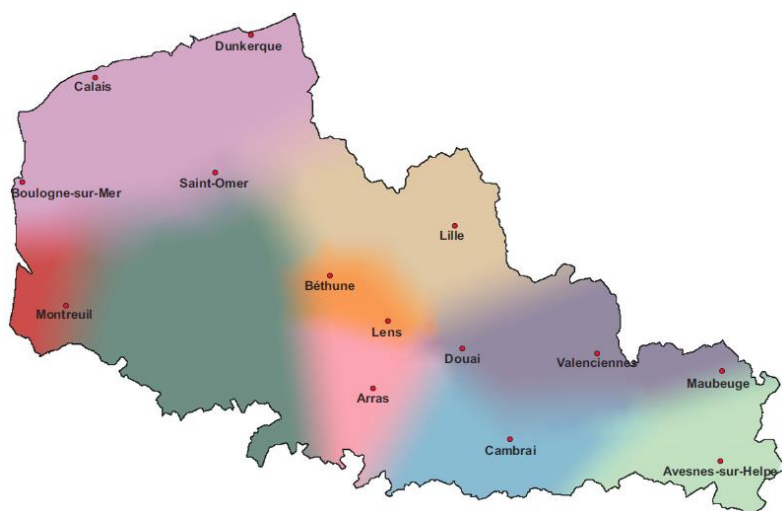 Dunkerque
Calais
Saint-Omer
Boulogne-sur-Mer
Lille
Béthune
Montreuil
Lens
Douai
Valenciennes
Maubeuge
Arras
Cambrai
Avesnes-sur-Helpe